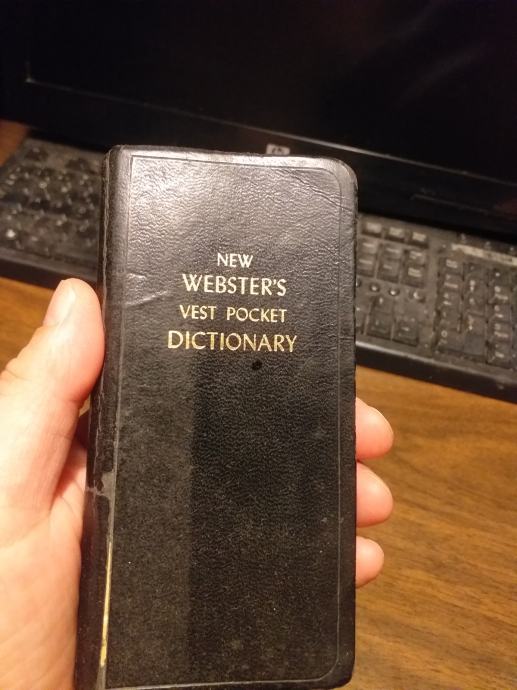 NEW
WEBSTER'S
VEST POCKET
DICTIONARY